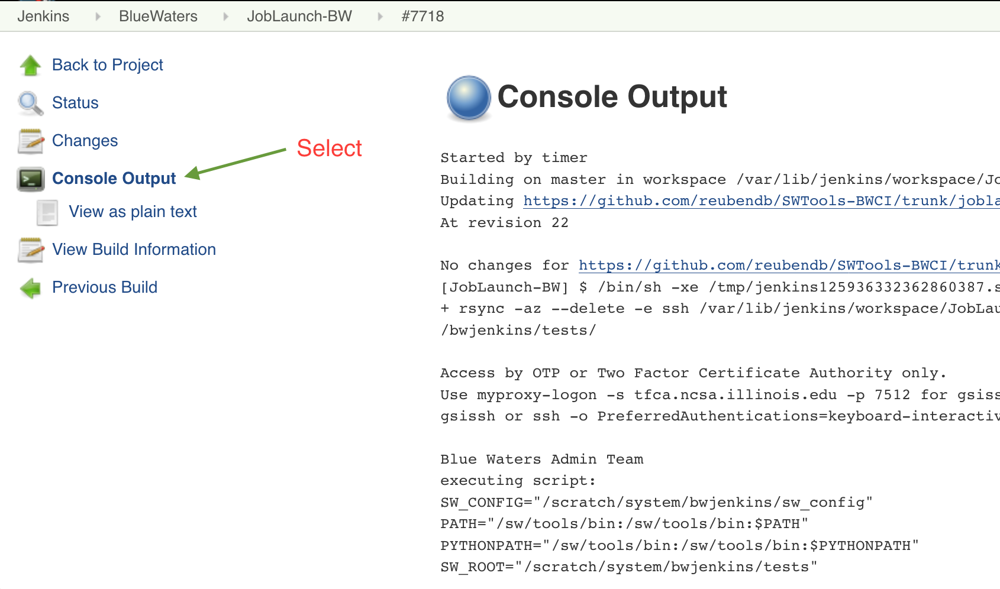 Jenkins BlueWaters JobLaunch-BW #7718
Back to Project
Status
Changes
Select
Console Output
View as plain text
View Build Information
Previous Build
Console Output
Started by timer
Building on master in workspace /var/lib/jenkins/workspace/Jo
Updating https://github.com/reubendb/SWTools-BWCI/trunk/jobla
At revision 22
No changes for https://github.com/reubendb/SWTools-BWCI/trunk
[JobLaunch-BW] $ /bin/sh -xe /tmp/jenkins125936332362860387.s
+ rsync -az --delete -e ssh /var/lib/jenkins/workspace/JobLau
/bwjenkins/tests/
Access by OTP or Two Factor Certificate Authority only.
Use myproxy-logon -s tfca.ncsa.illinois.edu -p 7512 for gsiss
gsissh or ssh -o PreferredAuthentications=keyboard-interactiv
Blue Waters Admin Team
executing script:
SW_CONFIG="/scratch/system/bwjenkins/sw_config"
PATH="/sw/tools/bin:/sw/tools/bin:$PATH"
PYTHONPATH="/sw/tools/bin:/sw/tools/bin:$PYTHONPATH"
SW_ROOT="/scratch/system/bwjenkins/tests"